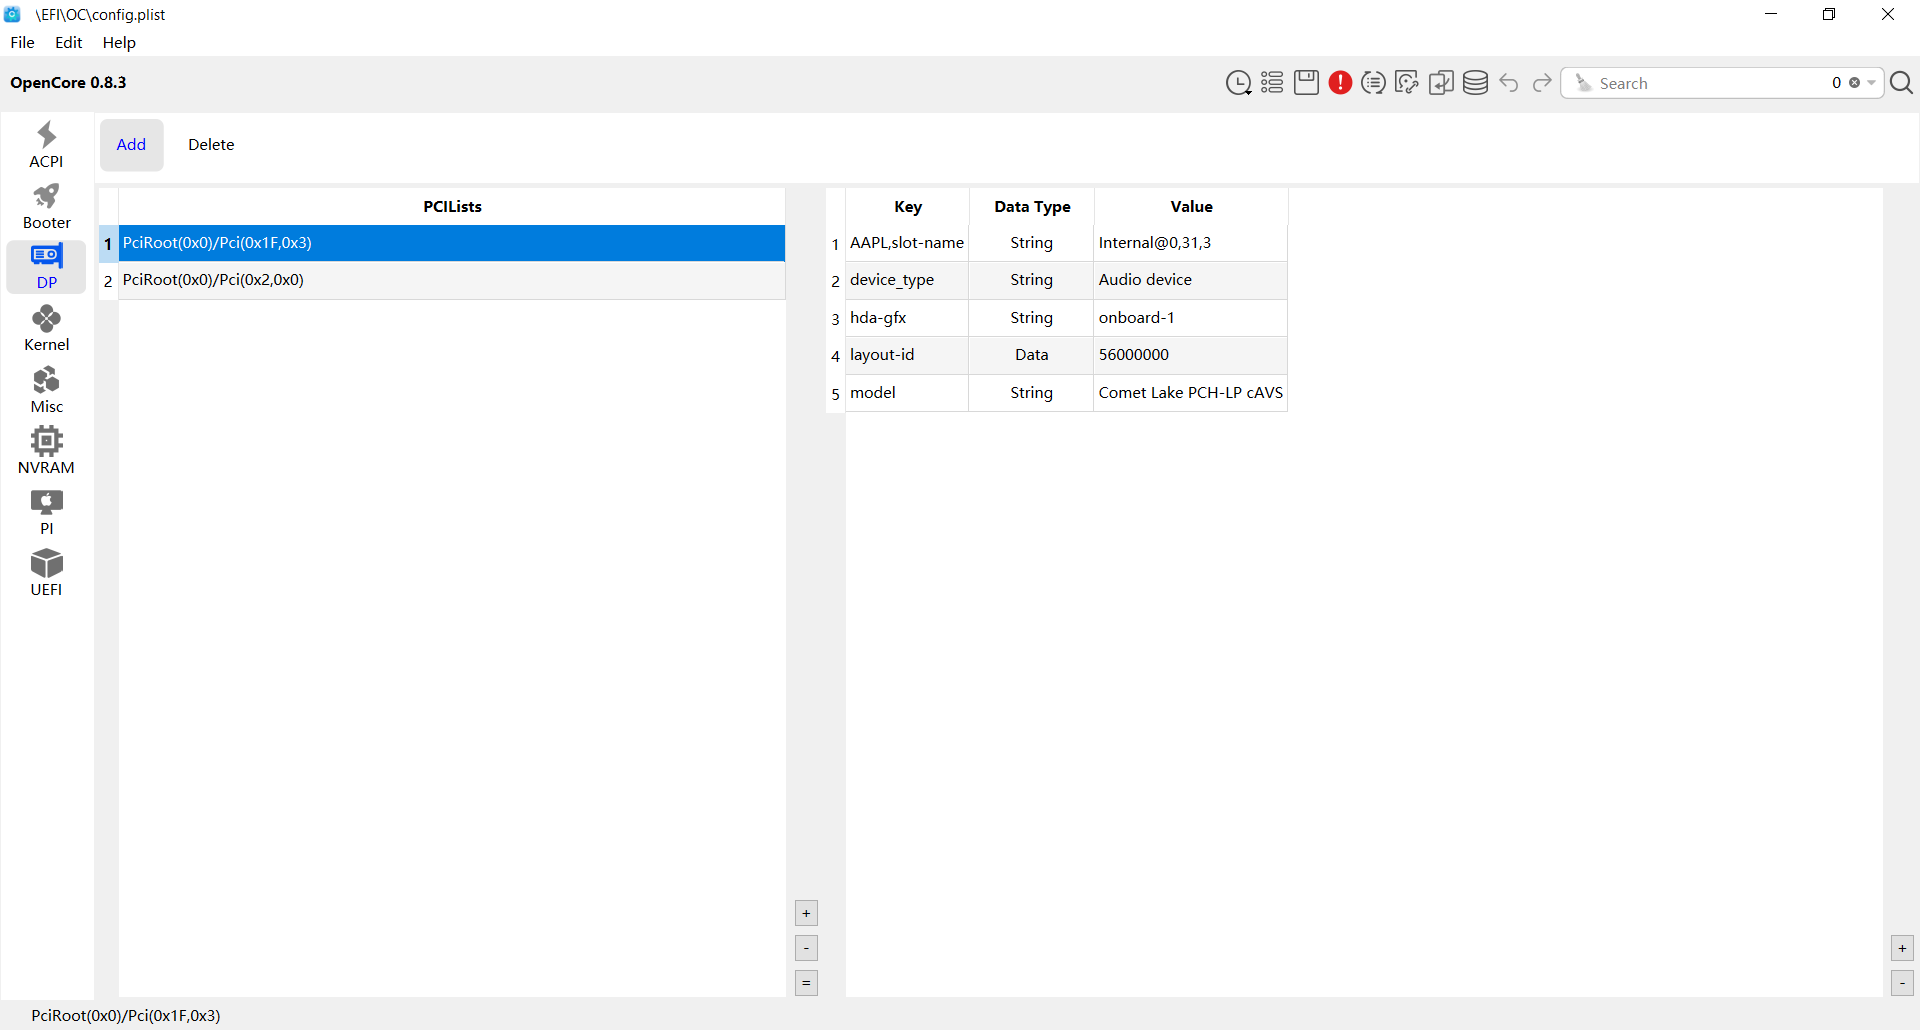 \EFI\OC\config.plist
File Edit Help
OpenCore 0.8.3
Search 0
ACPI
Booter
DP
Kernel
Misc
NVRAM
PI
UEFI
Add Delete
PCILists
1 PciRoot(0x0)/Pci(0x1F,0x3)
2 PciRoot(0x0)/Pci(0x2,0x0)
+
-
=
Key Data Type Value
1 AAPL,slot-name String Internal@0,31,3
2 device_type String Audio device
3 hda-gfx String onboard-1
4 layout-id Data 56000000
5 model String Comet Lake PCH-LP cAVS
+
-
PciRoot(0x0)/Pci(0x1F,0x3)